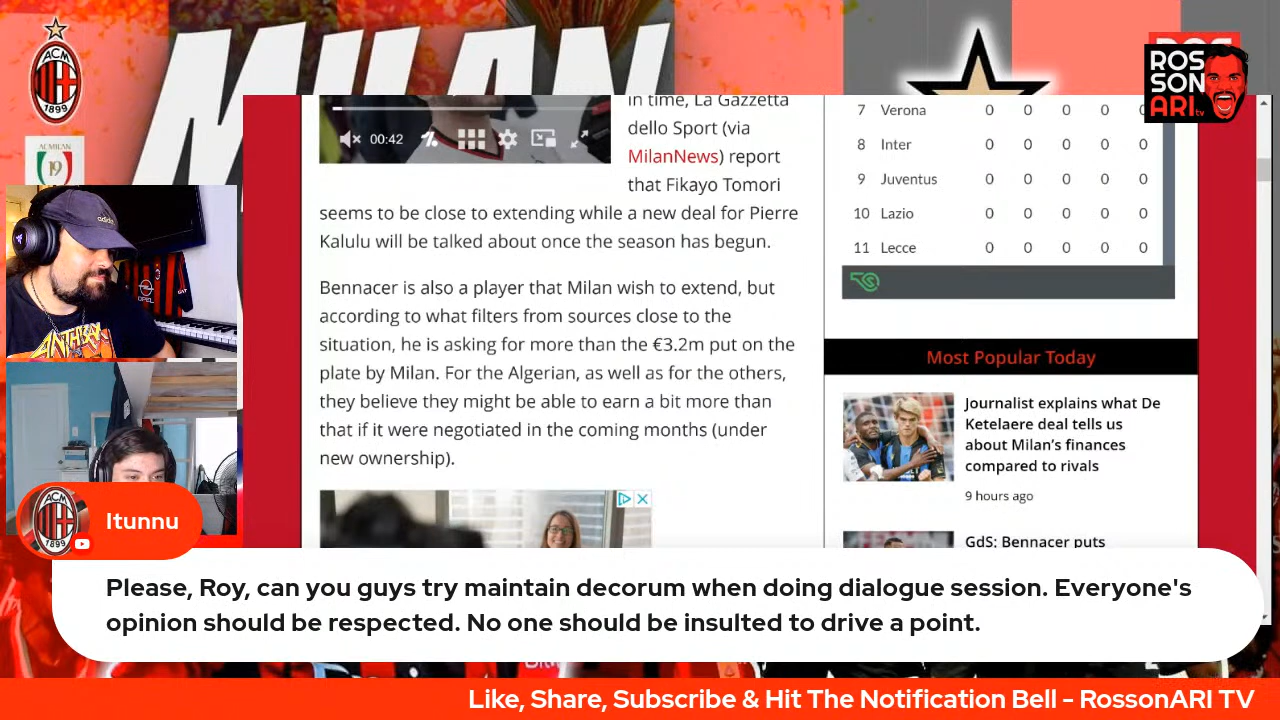 MILAN
ACM
1899
ACMILAN
19
ROS
SON
ARI tv
00:42
in time, La Gazzetta
dello Sport (via
MilanNews) report
that Fikayo Tomori
seems to be close to extending while a new deal for Pierre
Kalulu will be talked about once the season has begun.
Bennacer is also a player that Milan wish to extend, but
according to what filters from sources close to the
situation, he is asking for more than the €3.2m put on the
plate by Milan. For the Algerian, as well as for the others,
they believe they might be able to earn a bit more than
that if it were negotiated in the coming months (under
new ownership).
7 Verona 0 0 0 0 0
8 Inter 0 0 0 0 0
9 Juventus 0 0 0 0 0
10 Lazio 0 0 0 0 0
11 Lecce 0 0 0 0 0
Most Popular Today
Journalist explains what De
Ketelaere deal tells us
about Milan’s finances
compared to rivals
9 hours ago
GdS: Bennacer puts
adidas
OPEL
ANTHRAX
ACM
1899
Itunnu
Please, Roy, can you guys try maintain decorum when doing dialogue session. Everyone's
opinion should be respected. No one should be insulted to drive a point.
Like, Share, Subscribe & Hit The Notification Bell - RossonARI TV